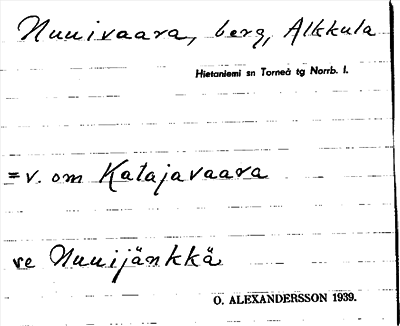 Nuuivaara, berg, Alkkula
Hietaniemi sn Torneå tg Norrb. l.
= v. om Katajavaara
se Nuuijänkkä
O. ALEXANDERSSON 1939.